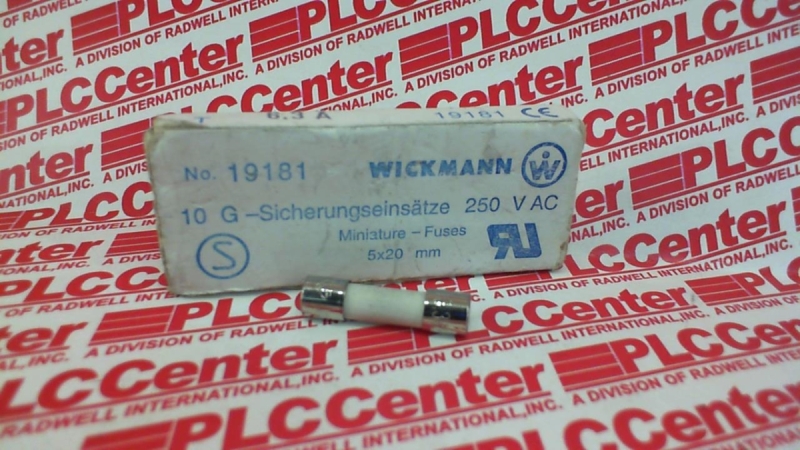 PLCCenter
A DIVISION OF RADWELL INTERNATIONAL, INC.
6.3 A 19181 CE
No. 19181 WICKMANN W
10 G-Sicherungseinsätze 250 V AC
Miniature-Fuses
S 5x20 mm RU